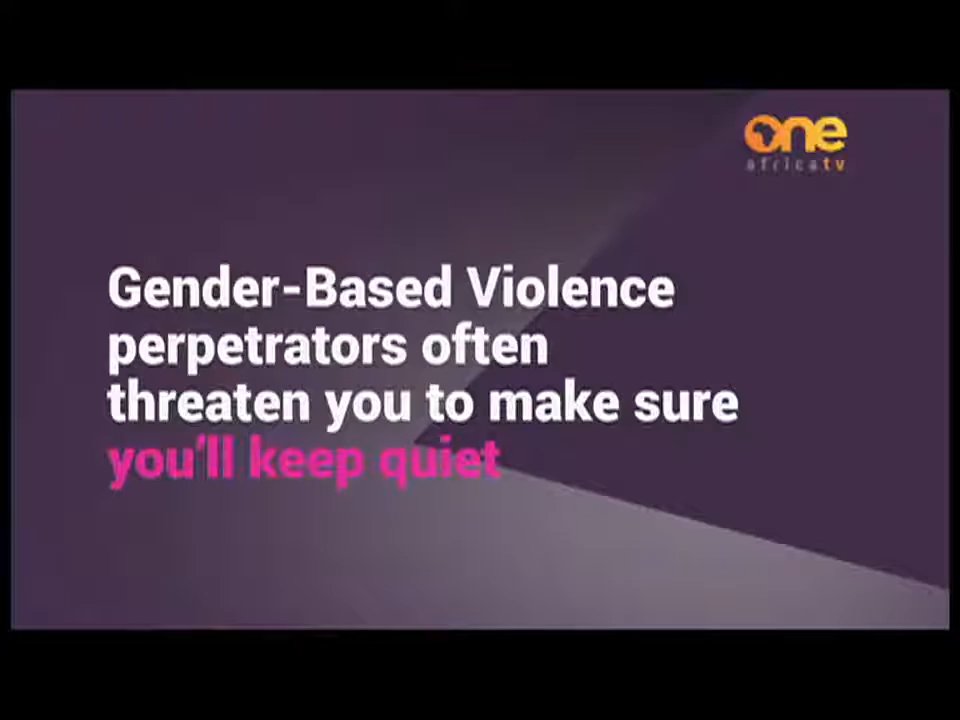 one
africatv
Gender-Based Violence
perpetrators often
threaten you to make sure
you'll keep quiet